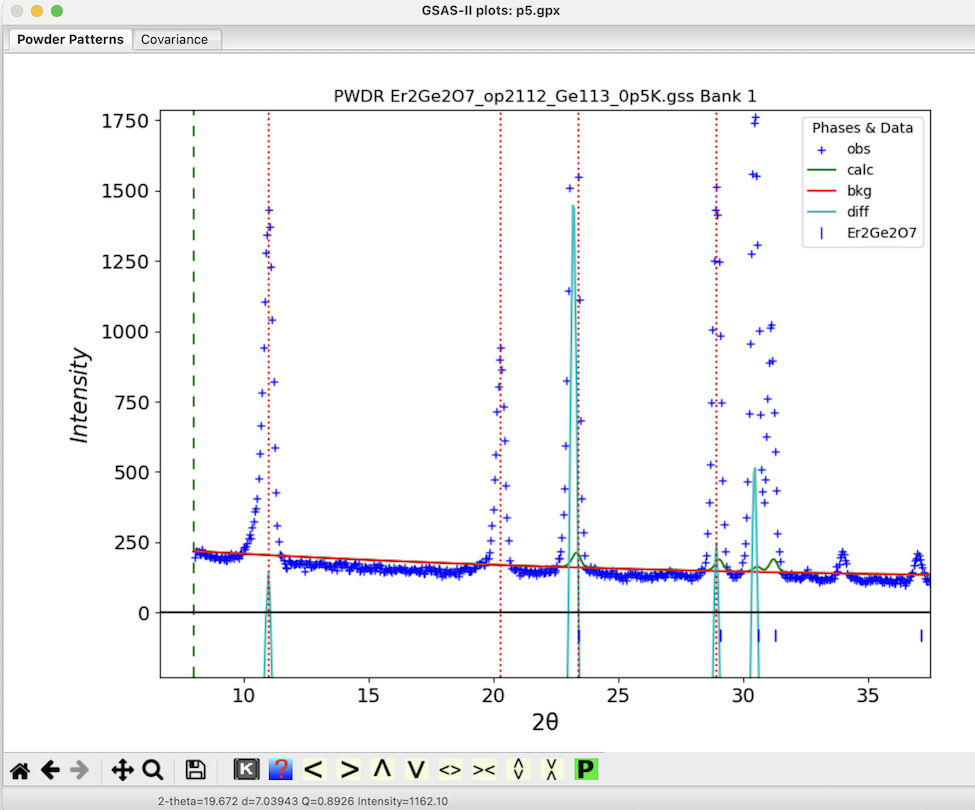 GSAS-II plots: p5.gpx
Powder Patterns
Covariance
PWDR Er2Ge2O7_op2112_Ge113_0p5K.gss Bank 1
Phases & Data
obs
calc
bkg
diff
Er2Ge2O7
1750
1500
1250
1000
750
500
250
0
Intensity
10 15 20 25 30 35
2θ
K ? < > Λ V <> >< P
2-theta=19.672 d=7.03943 Q=0.8926 Intensity=1162.10